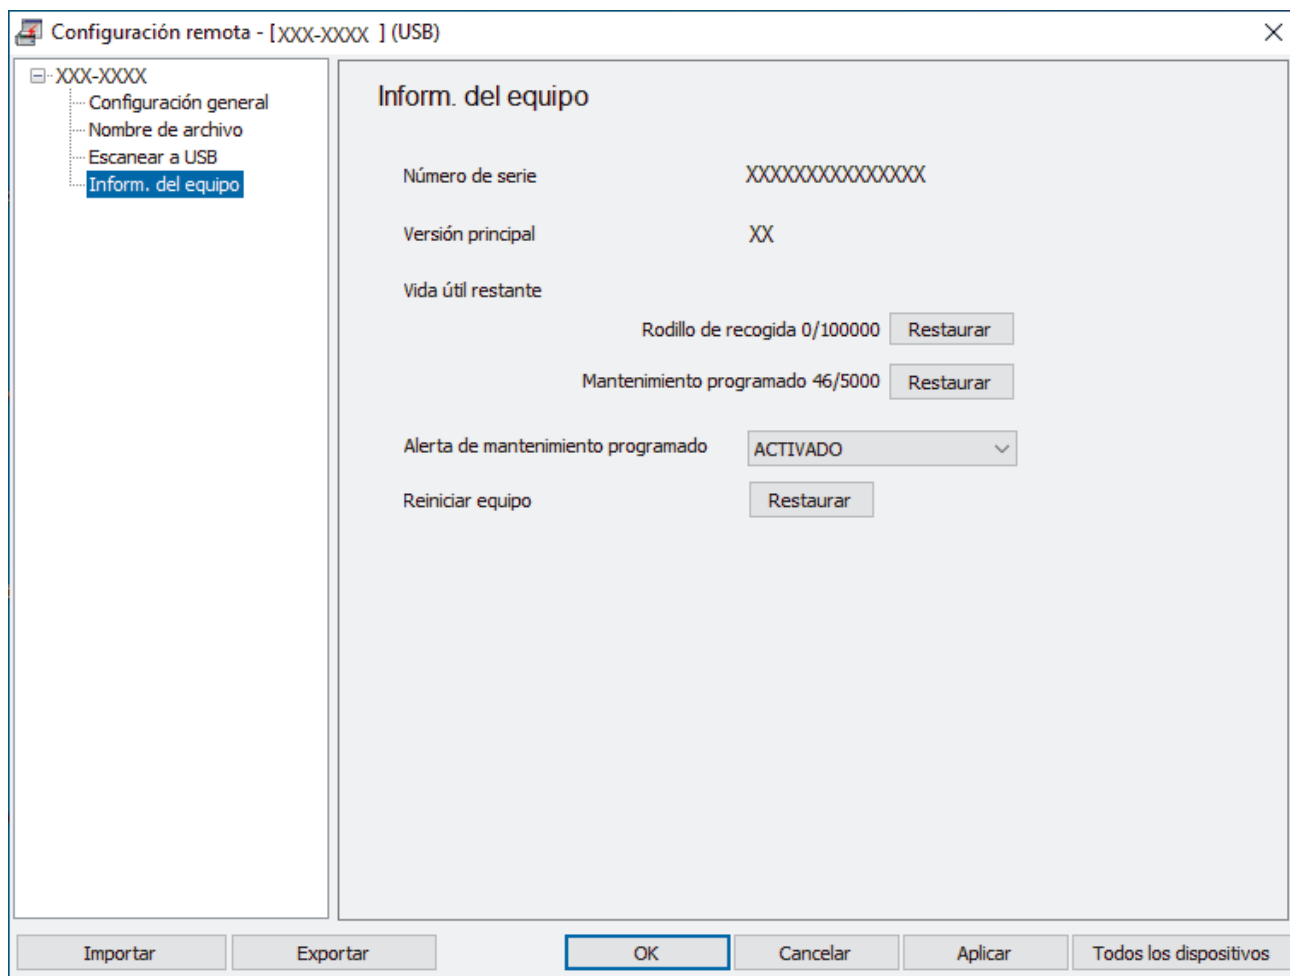 Configuración remota - [XXX-XXXX ] (USB)
XXX-XXXX
Configuración general
Nombre de archivo
Escanear a USB
Inform. del equipo
Inform. del equipo
Número de serie XXXXXXXXXXXXXXX
Versión principal XX
Vida útil restante
Rodillo de recogida 0/100000 Restaurar
Mantenimiento programado 46/5000 Restaurar
Alerta de mantenimiento programado ACTIVADO
Reiniciar equipo Restaurar
Importar Exportar OK Cancelar Aplicar Todos los dispositivos